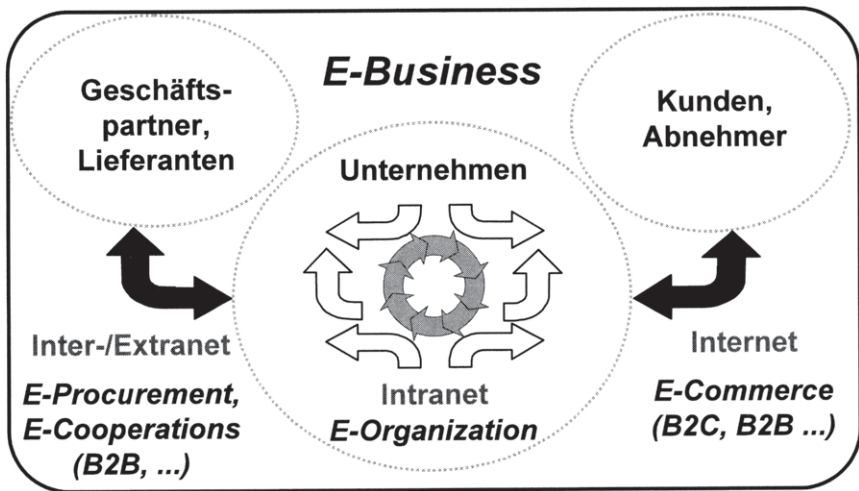 E-Business
Geschäfts-
partner,
Lieferanten
Unternehmen
Kunden,
Abnehmer
Inter-/Extranet
E-Procurement,
E-Cooperations
(B2B, ...)
Intranet
E-Organization
Internet
E-Commerce
(B2C, B2B ...)